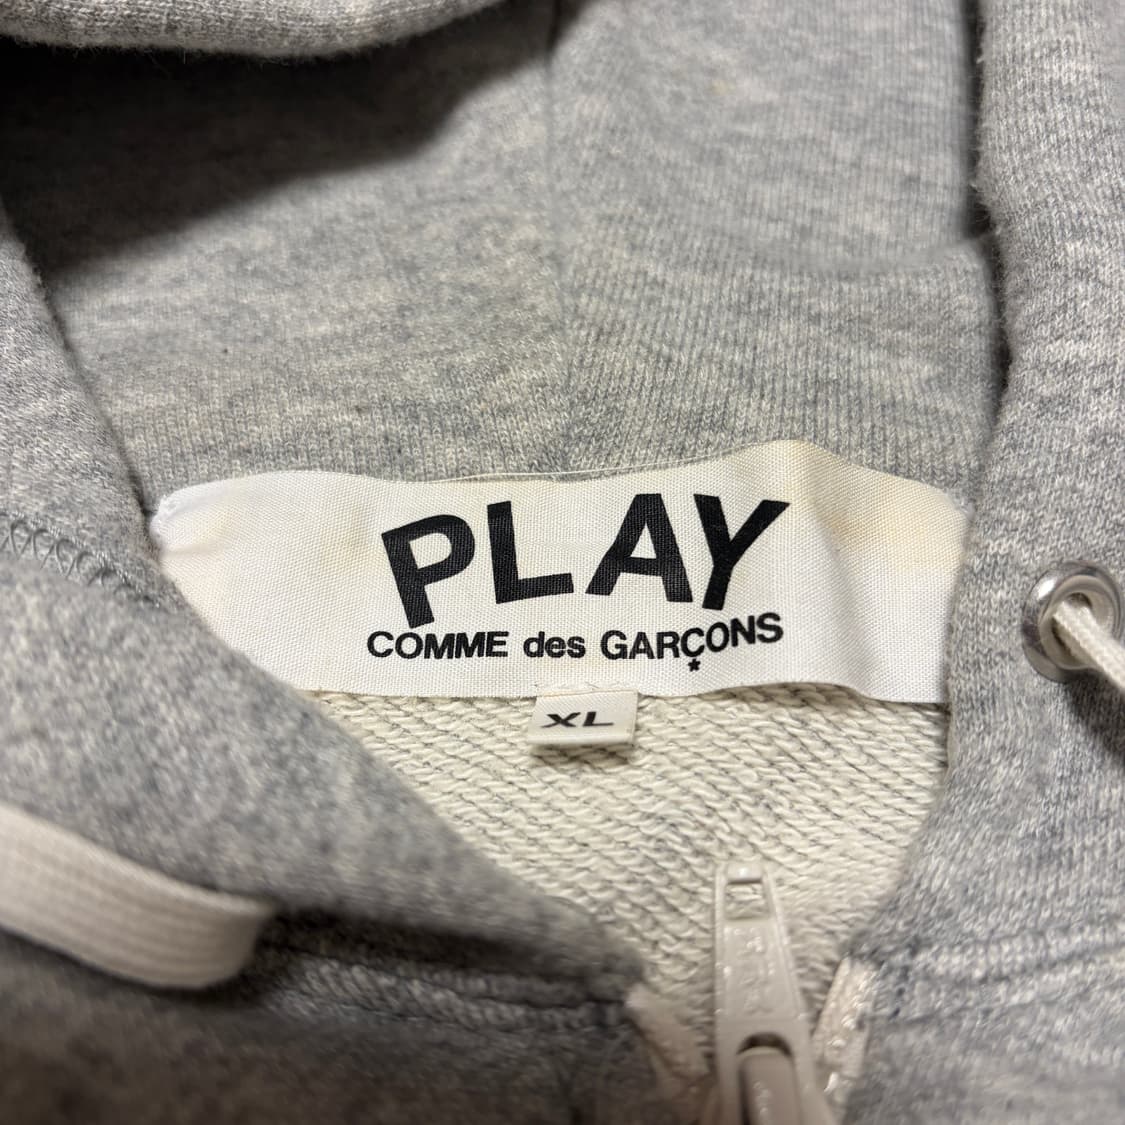 PLAY
COMME des GARÇONS
*
XL